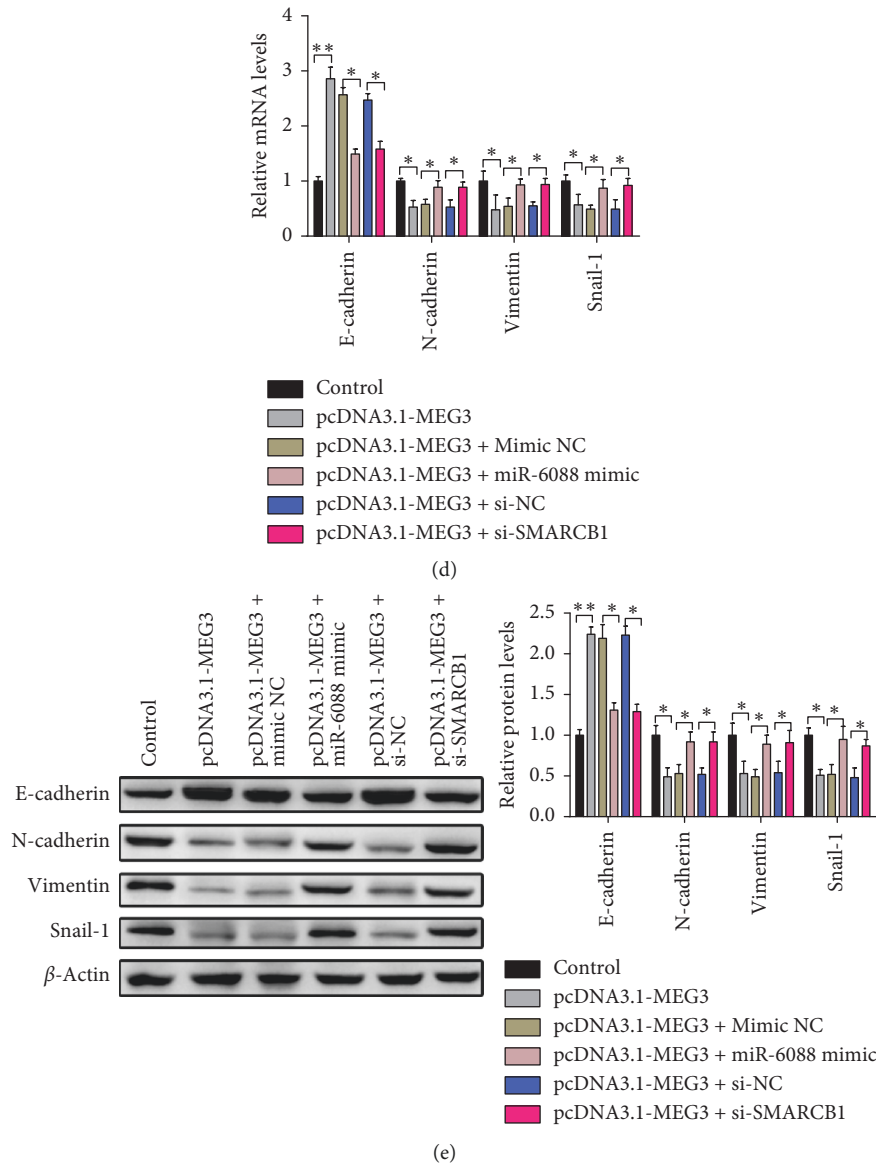 ** * *
* * * * * * * * *
4
3
2
1
0
Relative mRNA levels
E-cadherin
N-cadherin
Vimentin
Snail-1
Control
pcDNA3.1-MEG3
pcDNA3.1-MEG3 + Mimic NC
pcDNA3.1-MEG3 + miR-6088 mimic
pcDNA3.1-MEG3 + si-NC
pcDNA3.1-MEG3 + si-SMARCB1
(d)
Control
pcDNA3.1-MEG3
pcDNA3.1-MEG3 +
mimic NC
pcDNA3.1-MEG3 +
miR-6088 mimic
pcDNA3.1-MEG3 +
si-NC
pcDNA3.1-MEG3 +
si-SMARCB1
E-cadherin
N-cadherin
Vimentin
Snail-1
β-Actin
** * *
* * * * * * * * *
2.5
2.0
1.5
1.0
0.5
0.0
Relative protein levels
E-cadherin
N-cadherin
Vimentin
Snail-1
Control
pcDNA3.1-MEG3
pcDNA3.1-MEG3 + Mimic NC
pcDNA3.1-MEG3 + miR-6088 mimic
pcDNA3.1-MEG3 + si-NC
pcDNA3.1-MEG3 + si-SMARCB1
(e)